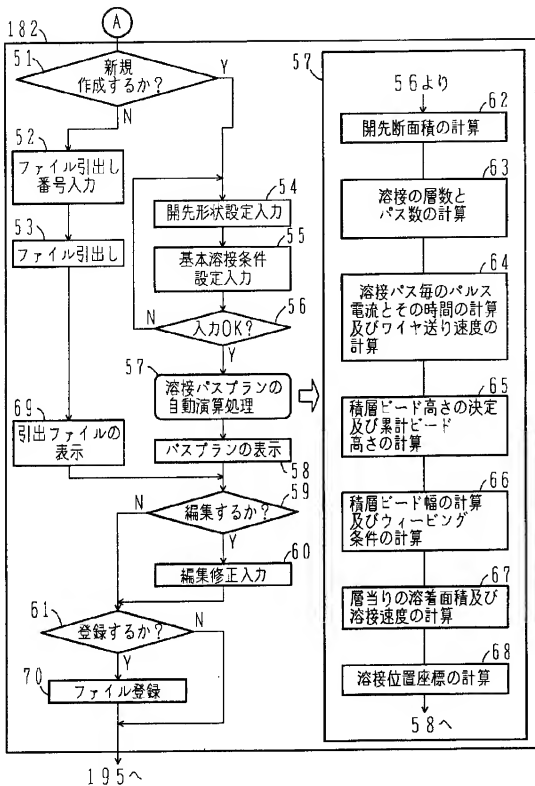 A
182
51
新規
作成するか?
Y
N
52
ファイル引出し
番号入力
53
ファイル引出し
54
開先形状設定入力
55
基本溶接条件
設定入力
56
入力OK?
N
Y
57
溶接パスプランの
自動演算処理
69
引出ファイルの
表示
パスプランの表示
58
59
編集するか?
N
Y
60
編集修正入力
61
登録するか?
N
Y
70
ファイル登録
195へ
57
56より
62
開先断面積の計算
63
溶接の層数と
パス数の計算
64
溶接パス毎のパルス
電流とその時間の計算
及びワイヤ送り速度の
計算
65
積層ビード高さの決定
及び累計ビード
高さの計算
66
積層ビード幅の計算
及びウィービング
条件の計算
67
層当りの溶着面積及び
溶接速度の計算
68
溶接位置座標の計算
58へ